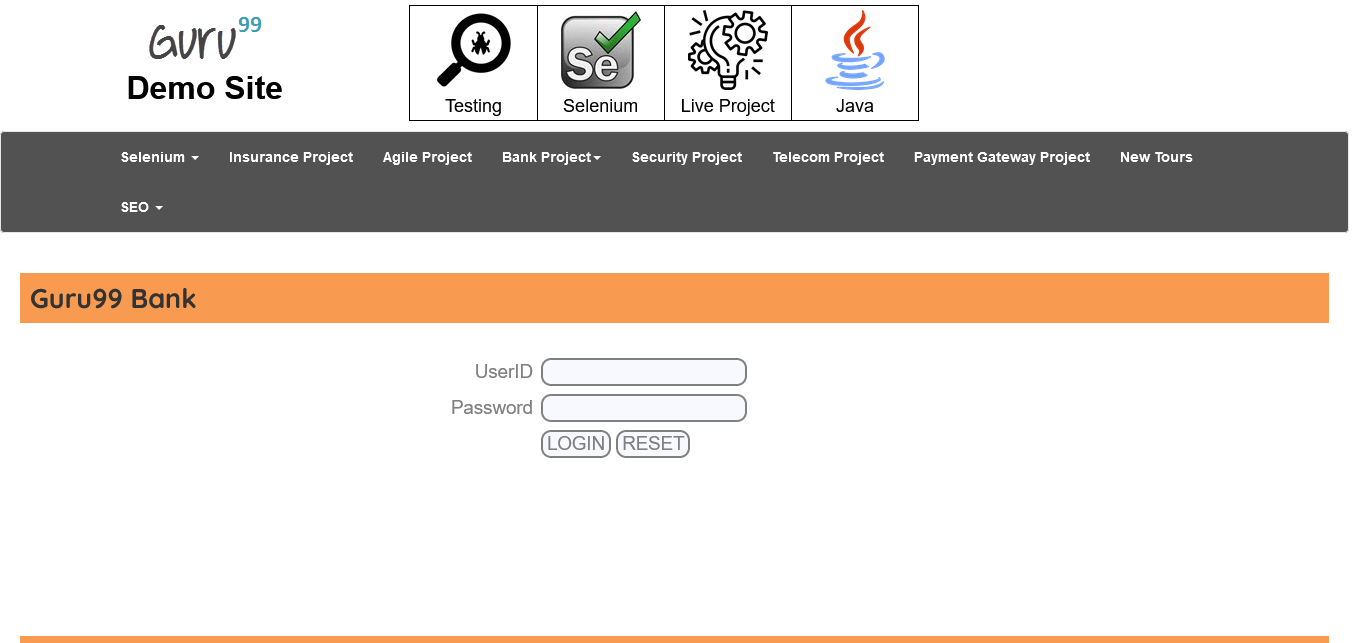 Guru99
Demo Site
Testing
Se
Selenium
Live Project
Java
Selenium
Insurance Project
Agile Project
Bank Project
Security Project
Telecom Project
Payment Gateway Project
New Tours
SEO
Guru99 Bank
UserID
Password
LOGIN
RESET